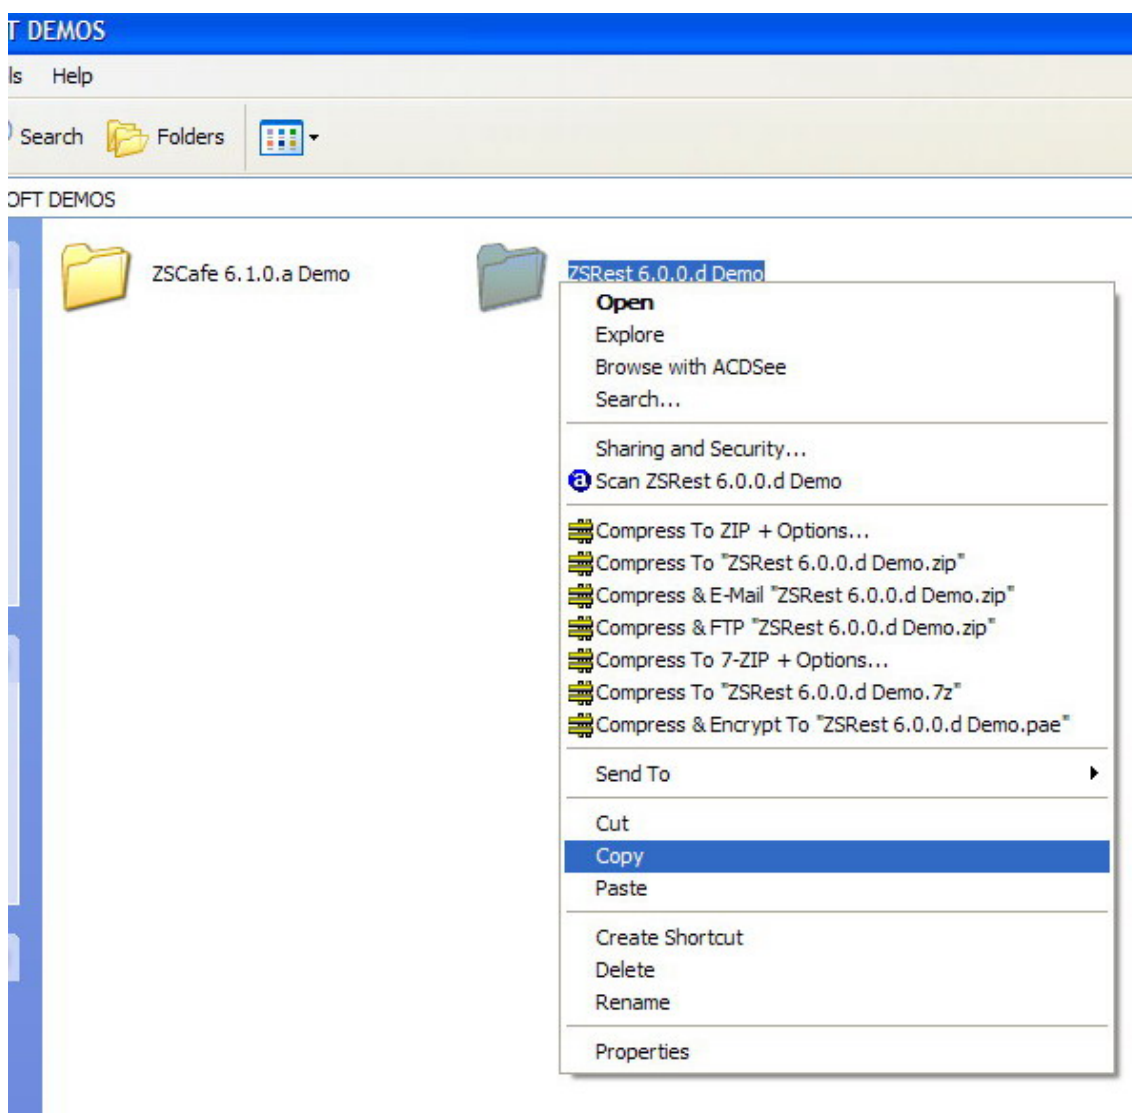 T DEMOS
ls Help
Search Folders
OFT DEMOS
ZSCafe 6.1.0.a Demo ZSRest 6.0.0.d Demo
Open
Explore
Browse with ACDSee
Search...
Sharing and Security...
Scan ZSRest 6.0.0.d Demo
Compress To ZIP + Options...
Compress To "ZSRest 6.0.0.d Demo.zip"
Compress & E-Mail "ZSRest 6.0.0.d Demo.zip"
Compress & FTP "ZSRest 6.0.0.d Demo.zip"
Compress To 7-ZIP + Options...
Compress To "ZSRest 6.0.0.d Demo.7z"
Compress & Encrypt To "ZSRest 6.0.0.d Demo.pae"
Send To
Cut
Copy
Paste
Create Shortcut
Delete
Rename
Properties